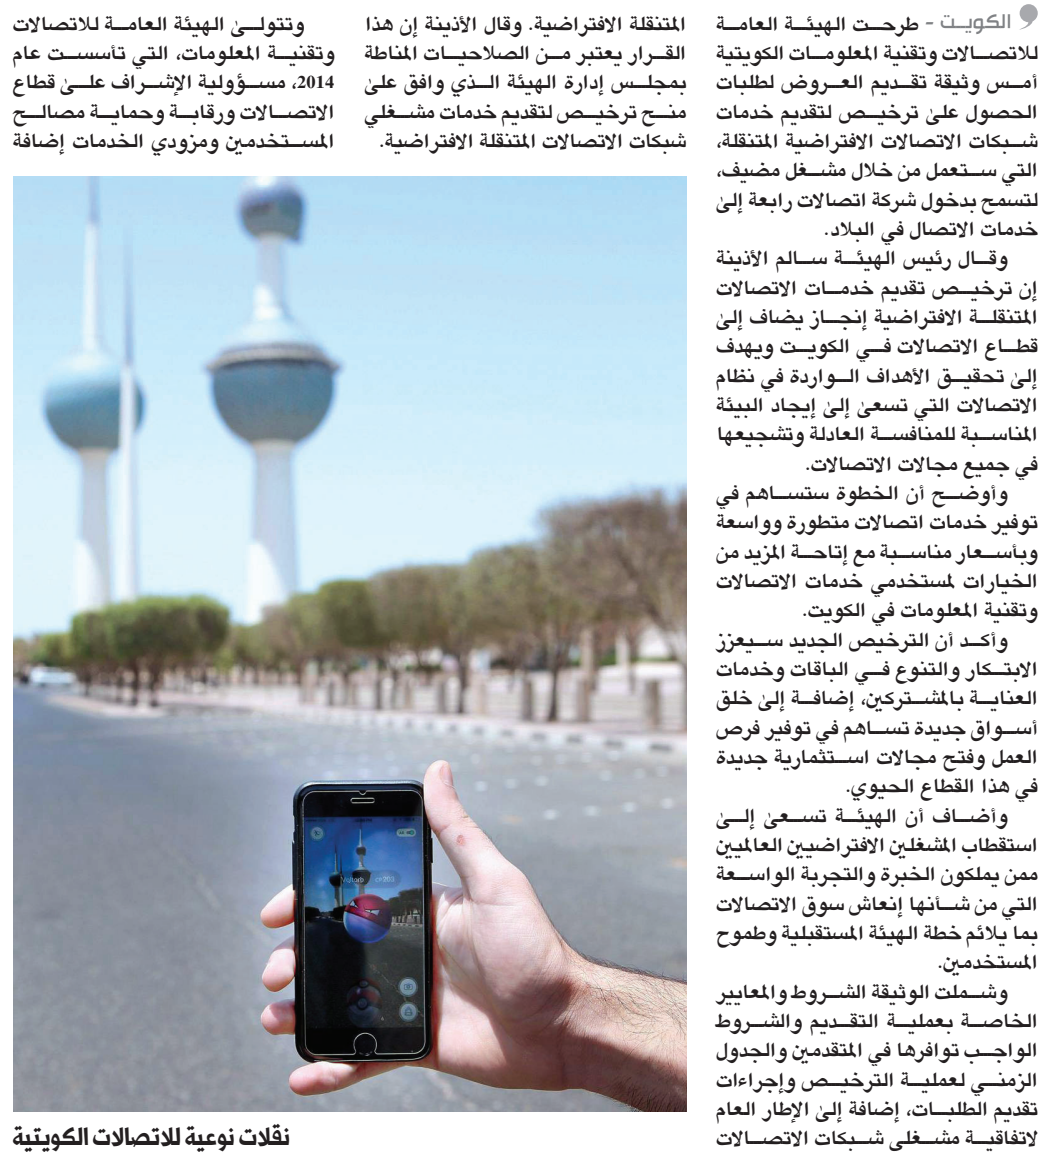 الكويت - طرحت الهيئة العامة
للاتصالات وتقنية المعلومات الكويتية
أمس وثيقة تقديم العروض لطلبات
الحصول على ترخيص لتقديم خدمات
شبكات الاتصالات الافتراضية المتنقلة،
التي ستعمل من خلال مشغل مضيف،
لتسمح بدخول شركة اتصالات رابعة إلى
خدمات الاتصال في البلاد.
وقال رئيس الهيئة سالم الأذينة
إن ترخيص تقديم خدمات الاتصالات
المتنقلة الافتراضية إنجاز يضاف إلى
قطاع الاتصالات في الكويت ويهدف
إلى تحقيق الأهداف الواردة في نظام
الاتصالات التي تسعى إلى إيجاد البيئة
المناسبة للمنافسة العادلة وتشجيعها
في جميع مجالات الاتصالات.
وأوضح أن الخطوة ستساهم في
توفير خدمات اتصالات متطورة وواسعة
وبأسعار مناسبة مع إتاحة المزيد من
الخيارات لمستخدمي خدمات الاتصالات
وتقنية المعلومات في الكويت.
وأكد أن الترخيص الجديد سيعزز
الابتكار والتنوع في الباقات وخدمات
العناية بالمشتركين، إضافة إلى خلق
أسواق جديدة تساهم في توفير فرص
العمل وفتح مجالات استثمارية جديدة
في هذا القطاع الحيوي.
وأضاف أن الهيئة تسعى إلى
استقطاب المشغلين الافتراضيين العالميين
ممن يملكون الخبرة والتجربة الواسعة
التي من شأنها إنعاش سوق الاتصالات
بما يلائم خطة الهيئة المستقبلية وطموح
المستخدمين.
وشملت الوثيقة الشروط والمعايير
الخاصة بعملية التقديم والشروط
الواجب توافرها في المتقدمين والجدول
الزمني لعملية الترخيص وإجراءات
تقديم الطلبات، إضافة إلى الإطار العام
لاتفاقية مشغلي شبكات الاتصالات
المتنقلة الافتراضية. وقال الأذينة إن هذا
القرار يعتبر من الصلاحيات المناطة
بمجلس إدارة الهيئة الذي وافق على
منح ترخيص لتقديم خدمات مشغلي
شبكات الاتصالات المتنقلة الافتراضية.
وتتولى الهيئة العامة للاتصالات
وتقنية المعلومات، التي تأسست عام
2014، مسؤولية الإشراف على قطاع
الاتصالات ورقابة وحماية مصالح
المستخدمين ومزودي الخدمات إضافة
نقلات نوعية للاتصالات الكويتية